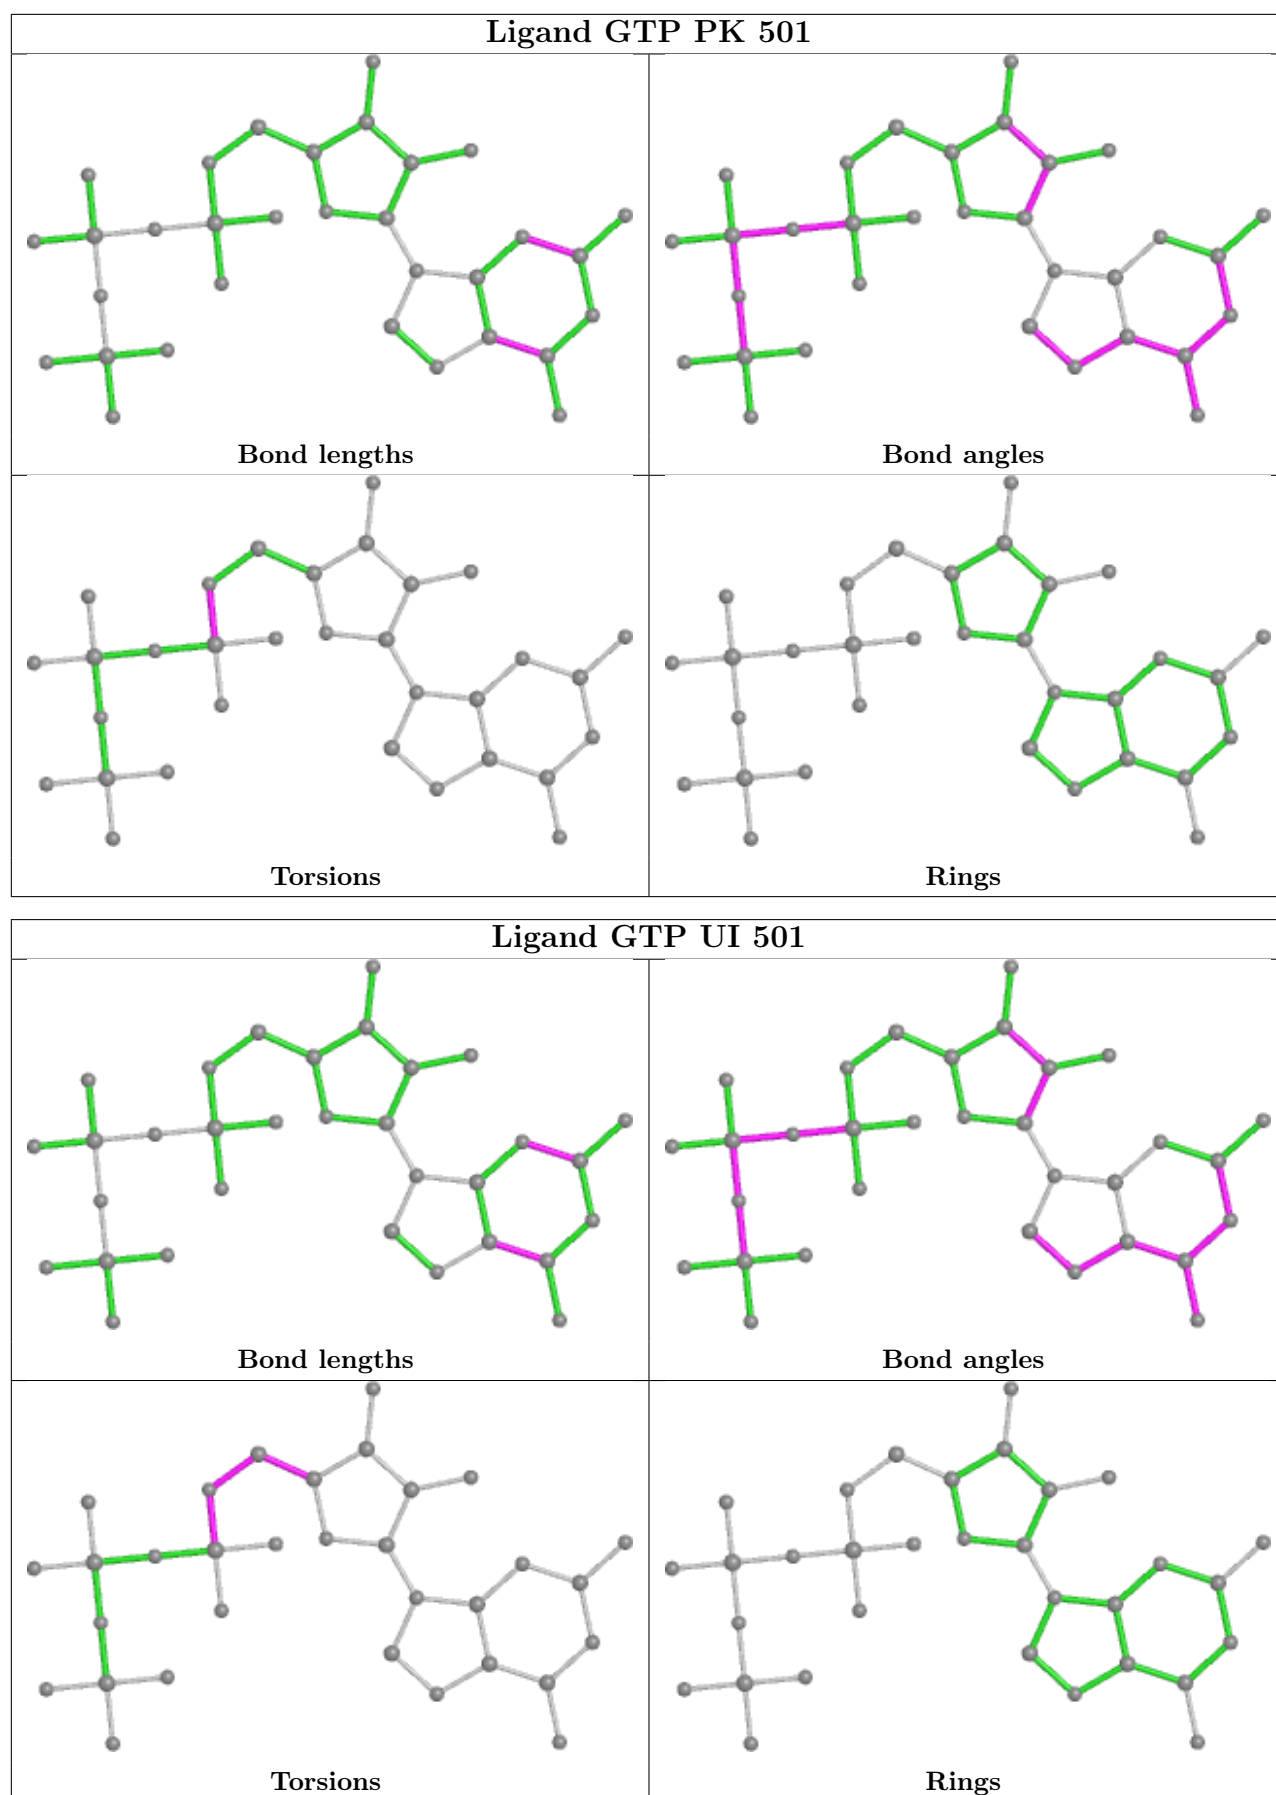 Ligand GTP PK 501
Bond lengths
Bond angles
Torsions
Rings
Ligand GTP UI 501
Bond lengths
Bond angles
Torsions
Rings